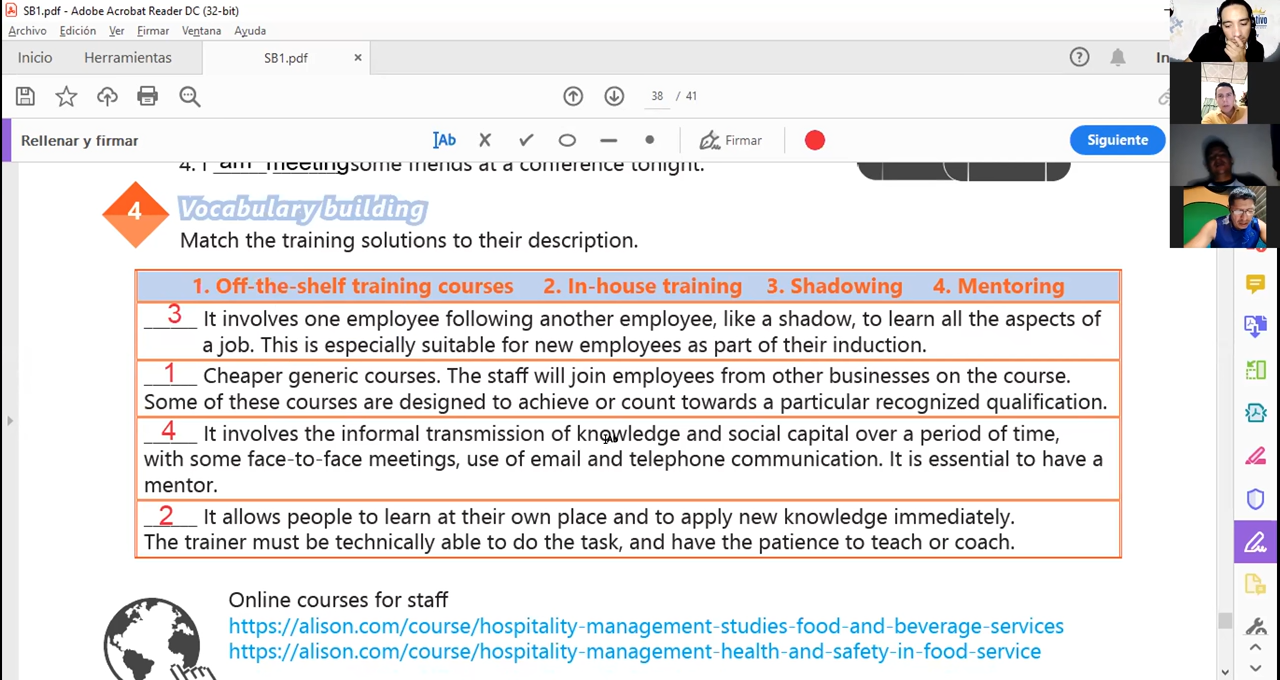 SB1.pdf - Adobe Acrobat Reader DC (32-bit)
Archivo Edición Ver Firmar Ventana Ayuda
Inicio Herramientas SB1.pdf × In
38 / 41
Rellenar y firmar Ab Firmar Siguiente
4. I am meeting some friends at a conference tonight.
4 Vocabulary building
Match the training solutions to their description.
1. Off-the-shelf training courses 2. In-house training 3. Shadowing 4. Mentoring
3 It involves one employee following another employee, like a shadow, to learn all the aspects of
a job. This is especially suitable for new employees as part of their induction.
1 Cheaper generic courses. The staff will join employees from other businesses on the course.
Some of these courses are designed to achieve or count towards a particular recognized qualification.
4 It involves the informal transmission of knowledge and social capital over a period of time,
with some face-to-face meetings, use of email and telephone communication. It is essential to have a
mentor.
2 It allows people to learn at their own place and to apply new knowledge immediately.
The trainer must be technically able to do the task, and have the patience to teach or coach.
Online courses for staff
https://alison.com/course/hospitality-management-studies-food-and-beverage-services
https://alison.com/course/hospitality-management-health-and-safety-in-food-service